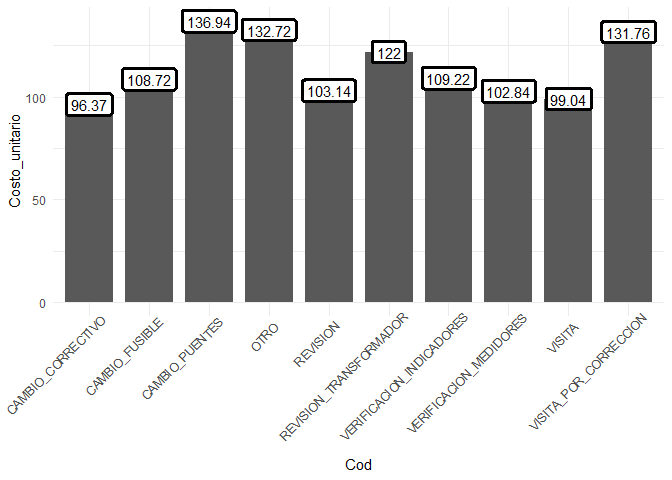 136.94
132.72
131.76
122
108.72
109.22
103.14
102.84
99.04
96.37
Costo_unitario
100
50
0
CAMBIO_CORRECTIVO
CAMBIO_FUSIBLE
CAMBIO_PUENTES
OTRO
REVISION
REVISION_TRANSFORMADOR
VERIFICACION_INDICADORES
VERIFICACION_MEDIDORES
VISITA
VISITA_POR_CORRECCION
Cod